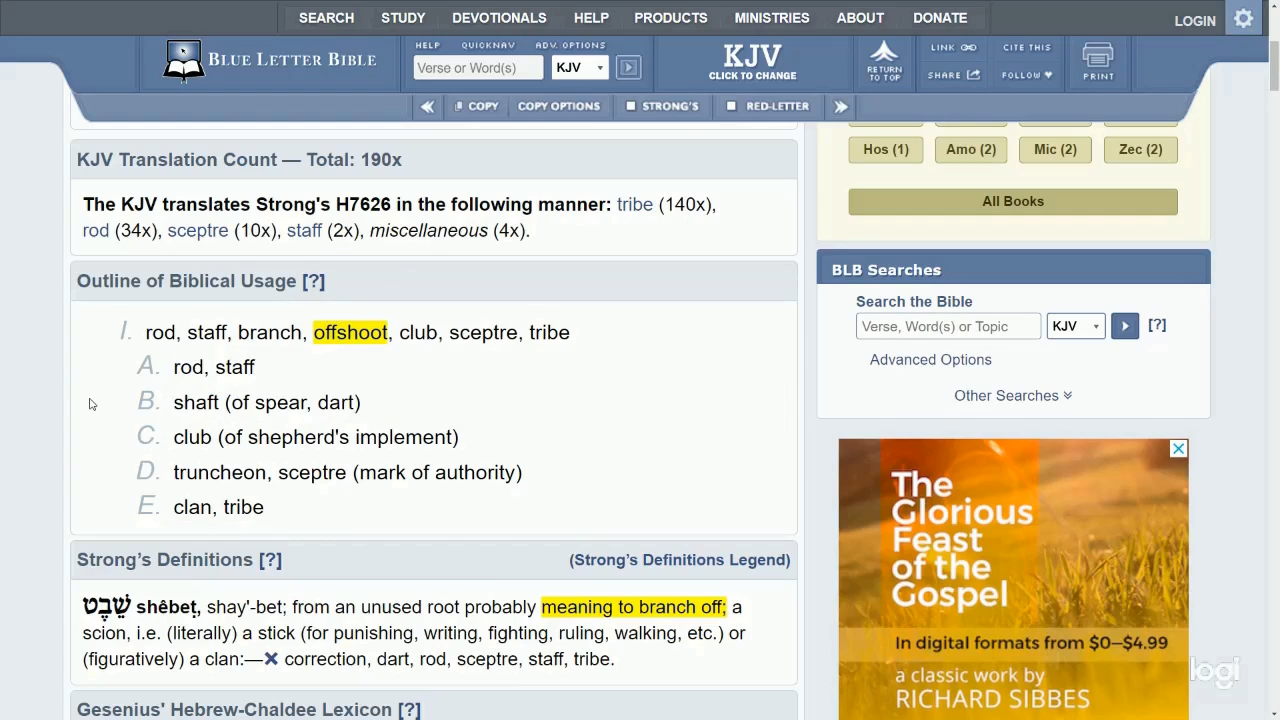 SEARCH STUDY DEVOTIONALS HELP PRODUCTS MINISTRIES ABOUT DONATE LOGIN
BLUE LETTER BIBLE
HELP QUICKNAV ADV. OPTIONS
Verse or Word(s) KJV
KJV
CLICK TO CHANGE
RETURN
TO TOP
LINK CITE THIS
SHARE FOLLOW
PRINT
COPY COPY OPTIONS STRONG'S RED-LETTER
KJV Translation Count — Total: 190x
The KJV translates Strong's H7626 in the following manner: tribe (140x),
rod (34x), sceptre (10x), staff (2x), miscellaneous (4x).
Outline of Biblical Usage [?]
I. rod, staff, branch, offshoot, club, sceptre, tribe
A. rod, staff
B. shaft (of spear, dart)
C. club (of shepherd's implement)
D. truncheon, sceptre (mark of authority)
E. clan, tribe
Strong’s Definitions [?] (Strong’s Definitions Legend)
שֵׁבֶט shêbeṭ, shay'-bet; from an unused root probably meaning to branch off; a
scion, i.e. (literally) a stick (for punishing, writing, fighting, ruling, walking, etc.) or
(figuratively) a clan:—× correction, dart, rod, sceptre, staff, tribe.
Gesenius' Hebrew-Chaldee Lexicon [?]
Hos (1) Amo (2) Mic (2) Zec (2)
All Books
BLB Searches
Search the Bible
Verse, Word(s) or Topic KJV [?]
Advanced Options
Other Searches
The
Glorious
Feast
of the
Gospel
In digital formats from $0–$4.99
a classic work by
RICHARD SIBBES
logi